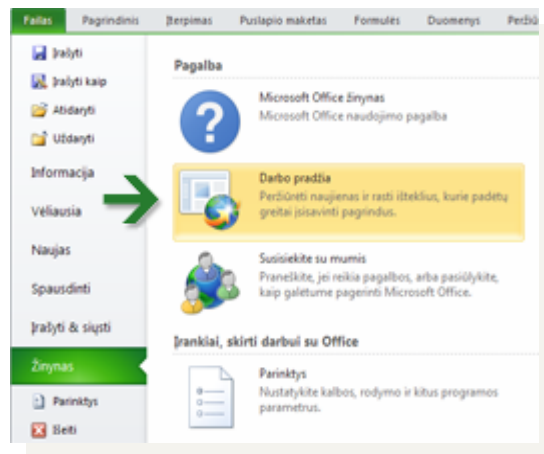 Failas Pagrindinis Įterpimas Puslapio maketas Formulės Duomenys
Įrašyti
Įrašyti kaip
Atidaryti
Uždaryti
Informacija
Vėliausia
Naujas
Spausdinti
Įrašyti & siųsti
Žinynas
Parinktys
Išeiti
Pagalba
Microsoft Office žinynas
Microsoft Office naudojimo pagalba
Darbo pradžia
Peržiūrėti naujienas ir rasti išteklius, kurie padėtų
greitai įsisavinti pagrindus.
Susisiekite su mumis
Praneškite, jei reikia pagalbos, arba pasiūlykite,
kaip galėtume pagerinti Microsoft Office.
Įrankiai, skirti darbui su Office
Parinktys
Nustatykite kalbos, rodymo ir kitus programos
parametrus.